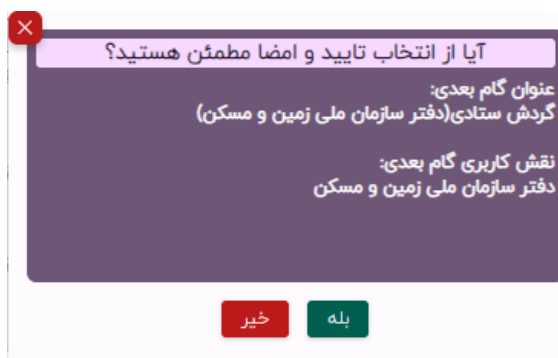 آیا از انتخاب تایید و امضا مطمئن هستید؟
عنوان گام بعدی:
گردش ستادی(دفتر سازمان ملی زمین و مسکن)
نقش کاربری گام بعدی:
دفتر سازمان ملی زمین و مسکن
بله
خیر